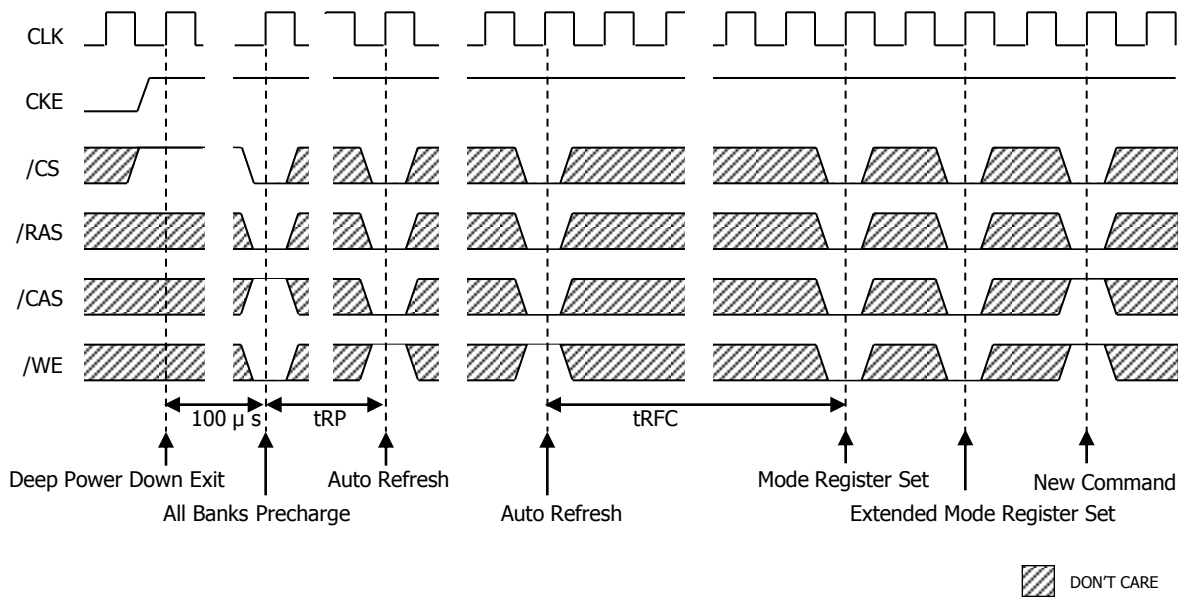 CLK
CKE
/CS
/RAS
/CAS
/WE
100 μ s
tRP
tRFC
Deep Power Down Exit
Auto Refresh
Mode Register Set
New Command
All Banks Precharge
Auto Refresh
Extended Mode Register Set
DON'T CARE